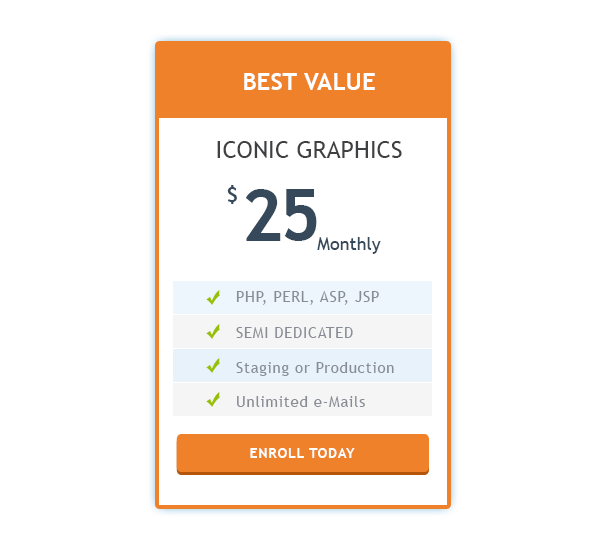 BEST VALUE
ICONIC GRAPHICS
$25 Monthly
PHP, PERL, ASP, JSP
SEMI DEDICATED
Staging or Production
Unlimited e-Mails
ENROLL TODAY